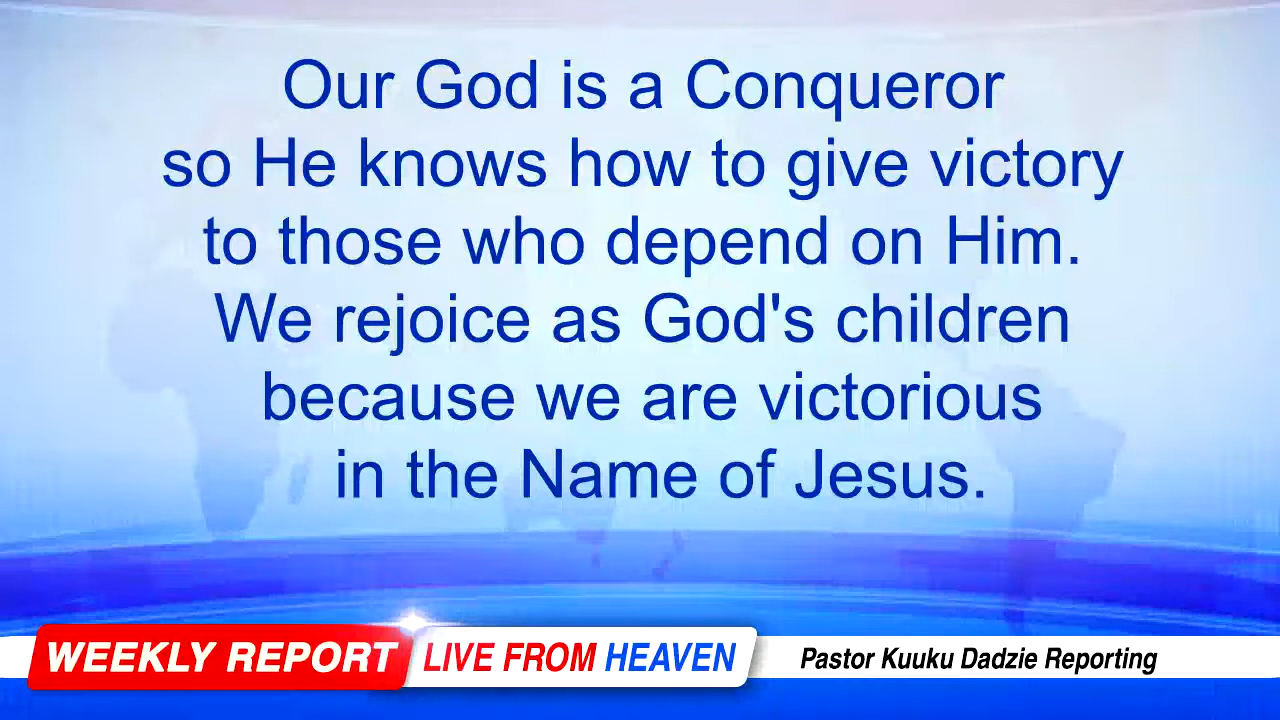 Our God is a Conqueror
so He knows how to give victory
to those who depend on Him.
We rejoice as God's children
because we are victorious
in the Name of Jesus.
WEEKLY REPORT LIVE FROM HEAVEN Pastor Kuuku Dadzie Reporting